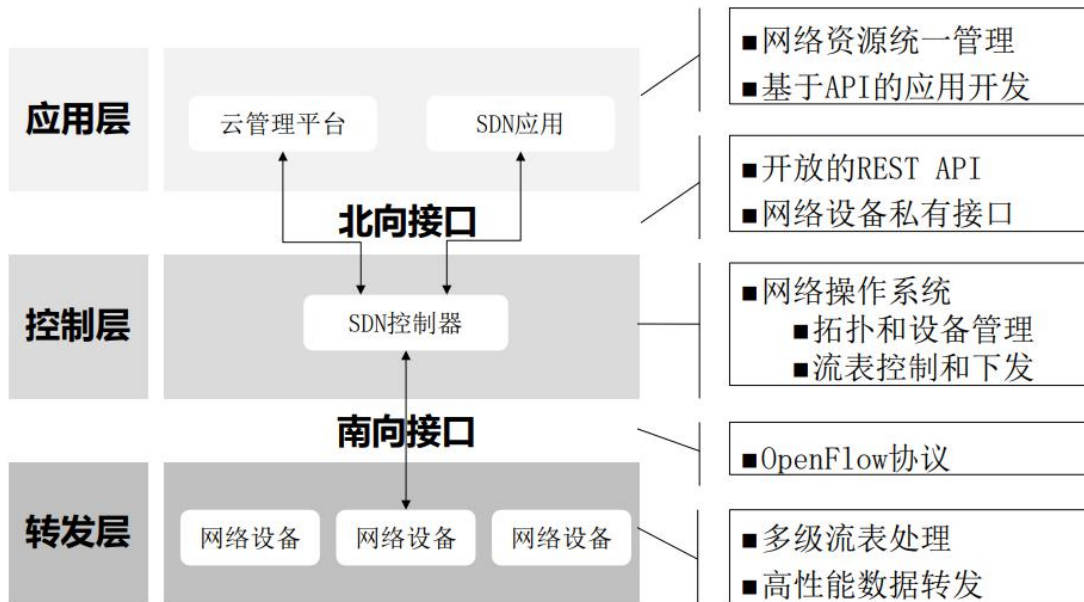 ■网络资源统一管理
■基于API的应用开发
应用层
云管理平台
SDN应用
■开放的REST API
■网络设备私有接口
北向接口
控制层
SDN控制器
■网络操作系统
■拓扑和设备管理
■流表控制和下发
南向接口
■OpenFlow协议
转发层
网络设备
网络设备
网络设备
■多级流表处理
■高性能数据转发